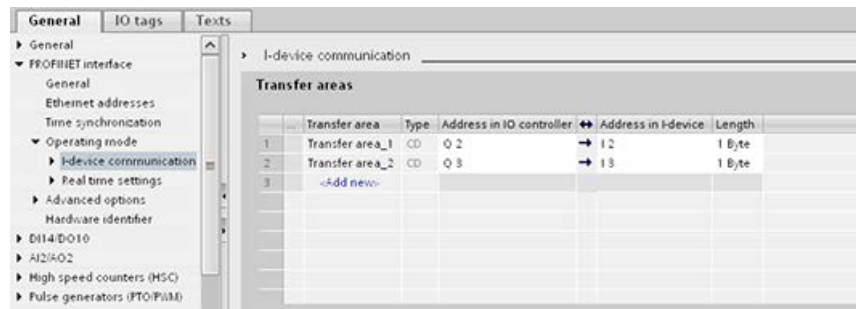 General IO tags Texts
General
PROFINET interface
General
Ethernet addresses
Time synchronization
Operating mode
I-device communication
Real time settings
Advanced options
Hardware identifier
DI14/DO10
AI2/AO2
High speed counters (HSC)
Pulse generators (PTO/PWM)
I-device communication
Transfer areas
... Transfer area Type Address in IO controller ↔ Address in I-device Length
1 Transfer area_1 CD Q 2 → I 2 1 Byte
2 Transfer area_2 CD Q 3 → I 3 1 Byte
3 <Add new>